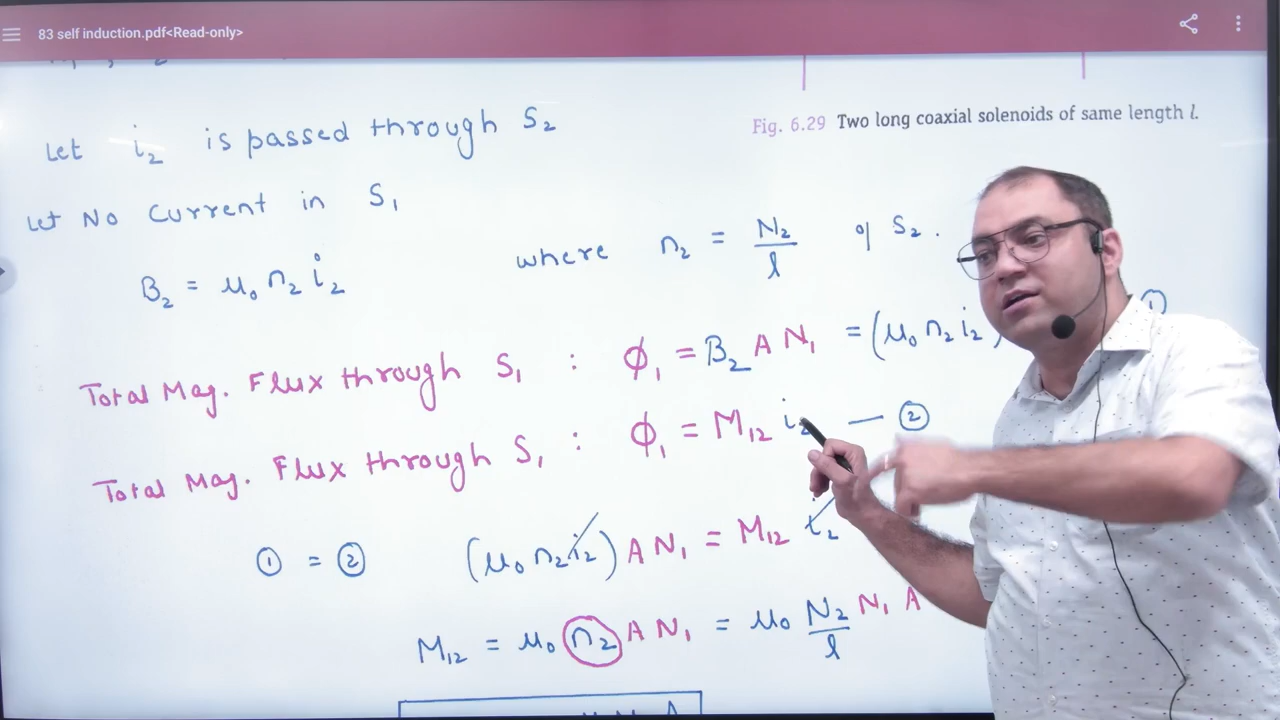 83 self induction.pdf<Read-only>
Fig. 6.29 Two long coaxial solenoids of same length l.
Let i₂ is passed through S₂
Let No Current in S₁
B₂ = μ₀ n₂ i₂ where n₂ = N₂/l of S₂.
Total Mag. Flux through S₁ : ϕ₁ = B₂ A N₁ = (μ₀ n₂ i₂) ①
Total Mag. Flux through S₁ : ϕ₁ = M₁₂ i₂ — ②
① = ② (μ₀ n₂ i₂) A N₁ = M₁₂ i₂
M₁₂ = μ₀ n₂ A N₁ = μ₀ N₂/l N₁ A